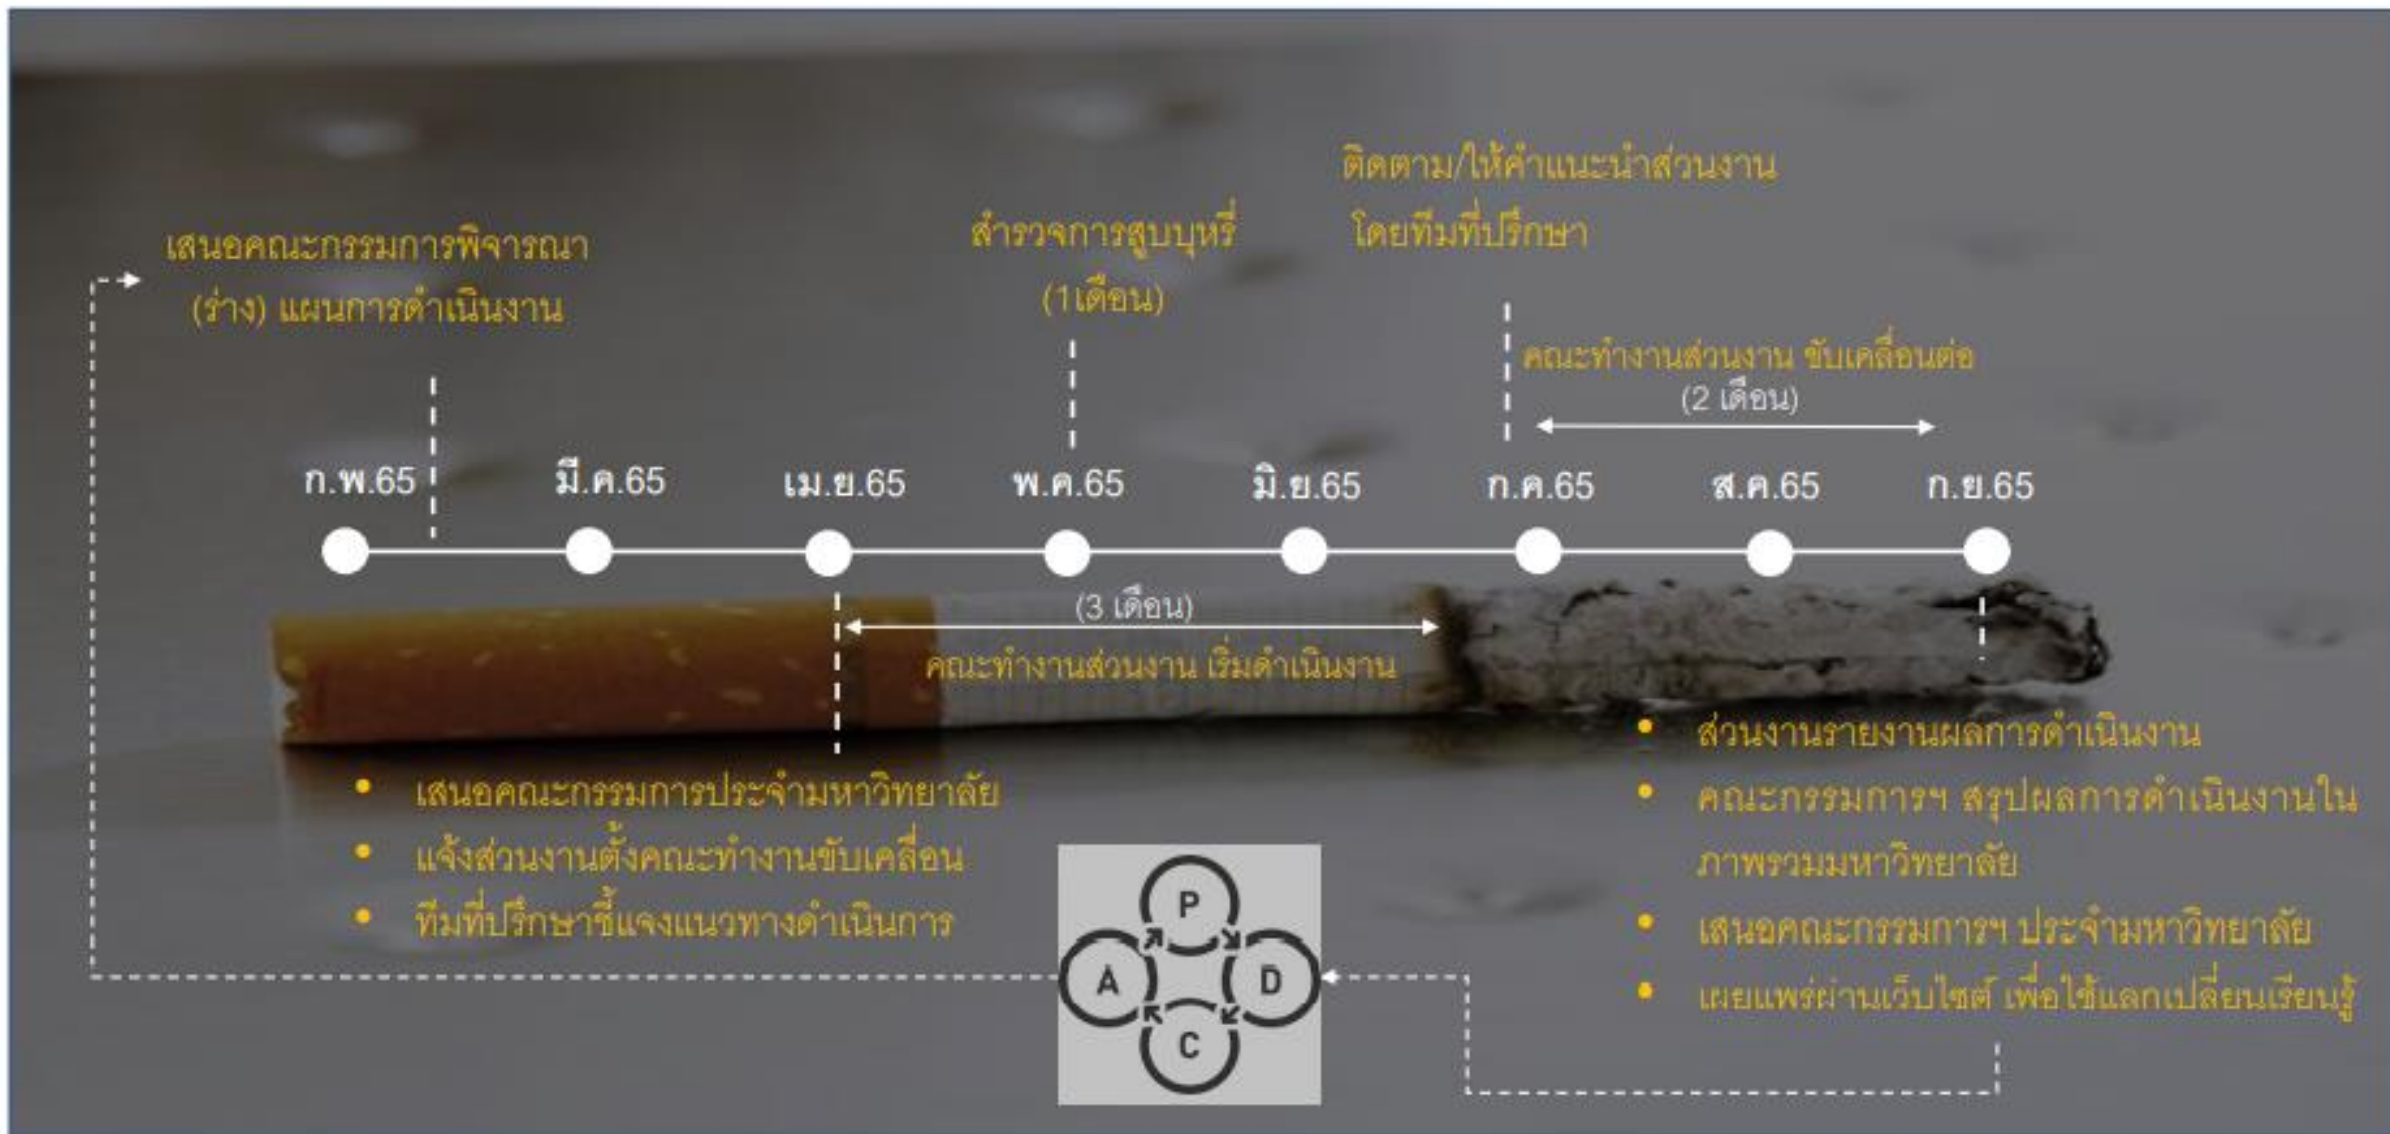 ติดตาม/ให้คำแนะนำส่วนงาน
โดยทีมที่ปรึกษา
สำรวจการสูบบุหรี่
(1เดือน)
เสนอคณะกรรมการพิจารณา
(ร่าง) แผนการดำเนินงาน
คณะทำงานส่วนงาน ขับเคลื่อนต่อ
(2 เดือน)
ก.พ.65 มี.ค.65 เม.ย.65 พ.ค.65 มิ.ย.65 ก.ค.65 ส.ค.65 ก.ย.65
(3 เดือน)
คณะทำงานส่วนงาน เริ่มดำเนินงาน
• เสนอคณะกรรมการประจำมหาวิทยาลัย
• แจ้งส่วนงานตั้งคณะทำงานขับเคลื่อน
• ทีมที่ปรึกษาชี้แจงแนวทางดำเนินการ
• ส่วนงานรายงานผลการดำเนินงาน
• คณะกรรมการฯ สรุปผลการดำเนินงานใน
ภาพรวมมหาวิทยาลัย
• เสนอคณะกรรมการฯ ประจำมหาวิทยาลัย
• เผยแพร่ผ่านเว็บไซต์ เพื่อใช้แลกเปลี่ยนเรียนรู้
P
A D
C